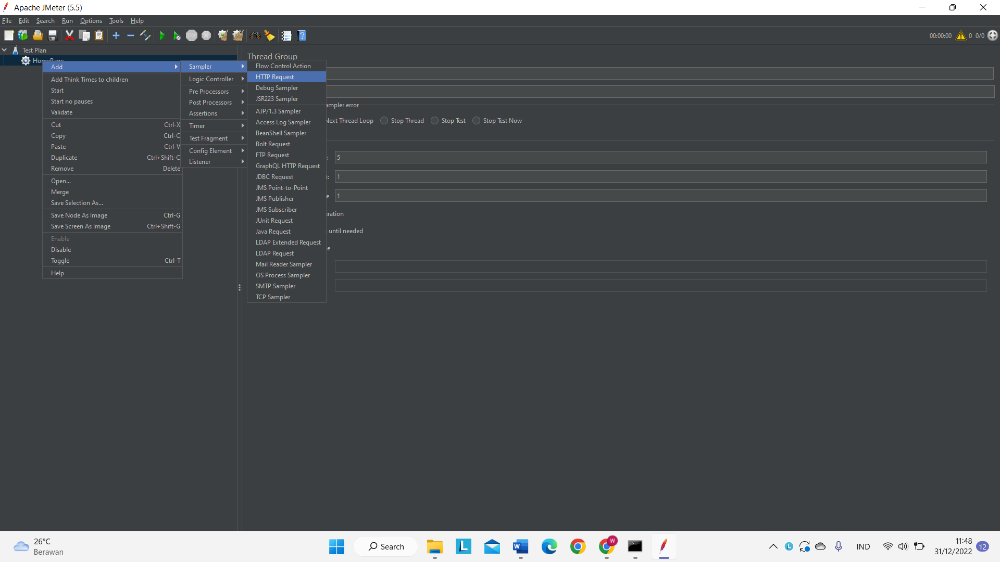 Apache JMeter (5.5)
File Edit Search Run Options Tools Help
00:00:00 0 0/0
Test Plan
HomePage
Add
Add Think Times to children
Start
Start no pauses
Validate
Cut Ctrl-X
Copy Ctrl-C
Paste Ctrl-V
Duplicate Ctrl+Shift-C
Remove Delete
Open...
Merge
Save Selection As...
Save Node As Image Ctrl-G
Save Screen As Image Ctrl+Shift-G
Enable
Disable
Toggle Ctrl-T
Help
Sampler
Logic Controller
Pre Processors
Post Processors
Assertions
Timer
Test Fragment
Config Element
Listener
Thread Group
Flow Control Action
HTTP Request
Debug Sampler
JSR223 Sampler
AJP/1.3 Sampler
Access Log Sampler
BeanShell Sampler
Bolt Request
FTP Request
GraphQL HTTP Request
JDBC Request
JMS Point-to-Point
JMS Publisher
JMS Subscriber
JUnit Request
Java Request
LDAP Extended Request
LDAP Request
Mail Reader Sampler
OS Process Sampler
SMTP Sampler
TCP Sampler
ampler error
Next Thread Loop Stop Thread Stop Test Stop Test Now
: 5
): 1
e 1
eration
until needed
e
26°C
Berawan
Search
W
IND
11:48
31/12/2022
12